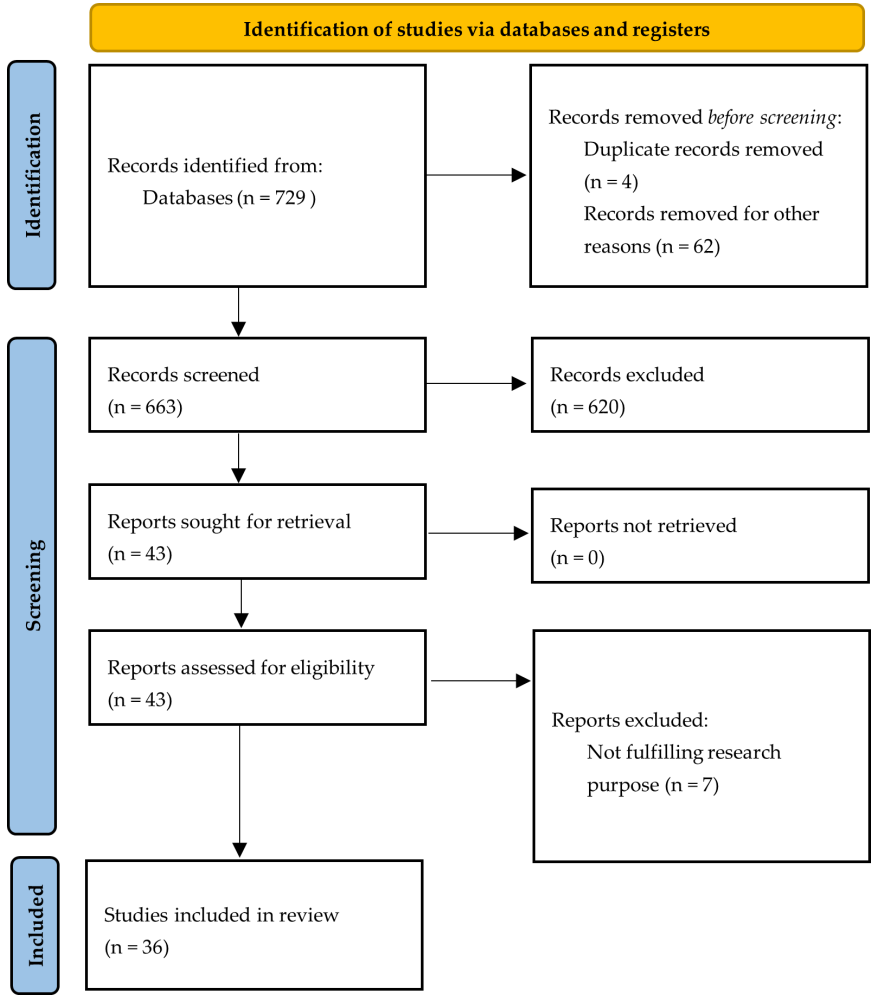 Identification of studies via databases and registers
Identification
Records identified from:
Databases (n = 729 )
Records removed before screening:
Duplicate records removed
(n = 4)
Records removed for other
reasons (n = 62)
Screening
Records screened
(n = 663)
Records excluded
(n = 620)
Reports sought for retrieval
(n = 43)
Reports not retrieved
(n = 0)
Reports assessed for eligibility
(n = 43)
Reports excluded:
Not fulfilling research
purpose (n = 7)
Included
Studies included in review
(n = 36)